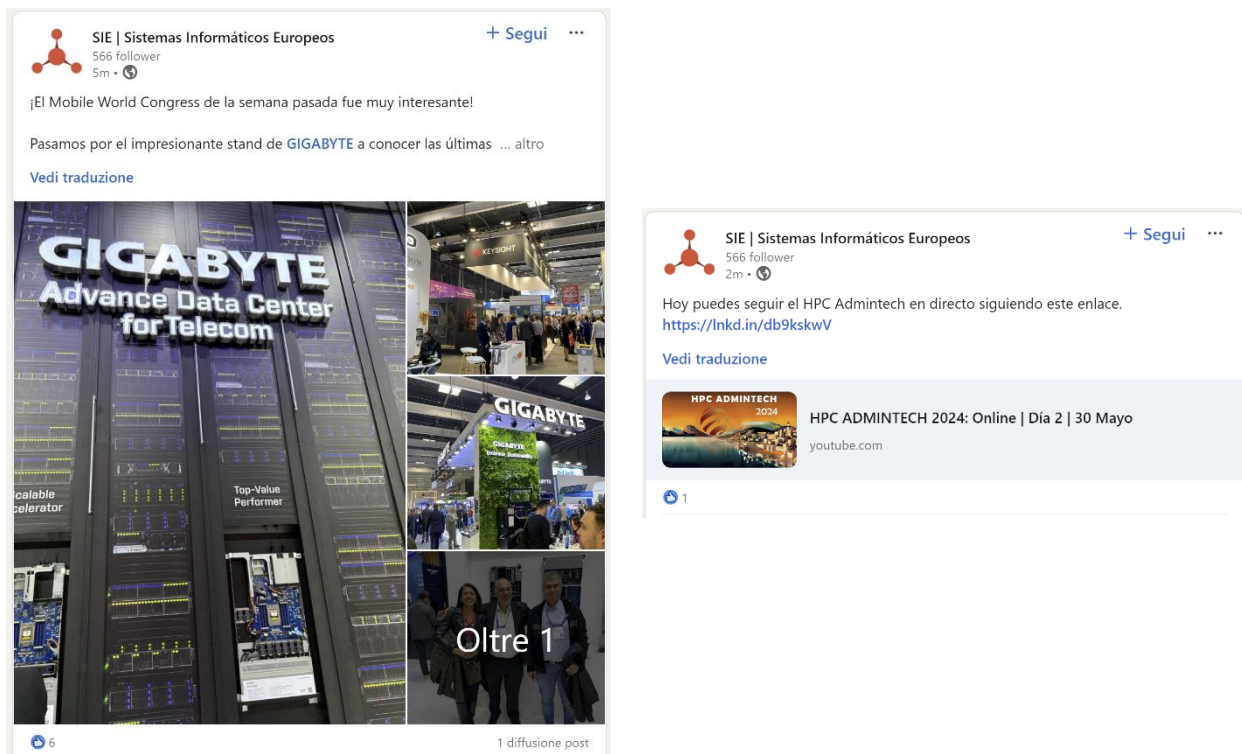 SIE | Sistemas Informáticos Europeos
+ Segui
566 follower
5m •
¡El Mobile World Congress de la semana pasada fue muy interesante!
Pasamos por el impresionante stand de GIGABYTE a conocer las últimas ... altro
Vedi traduzione
GIGABYTE
Advance Data Center
for Telecom
Top-Value
Performer
KEYSIGHT
GIGABYTE
GIGABYTE
Oltre 1
6
1 diffusione post
SIE | Sistemas Informáticos Europeos
+ Segui
566 follower
2m •
Hoy puedes seguir el HPC Admintech en directo siguiendo este enlace.
https://lnkd.in/db9kskwV
Vedi traduzione
HPC ADMINTECH
2024
HPC ADMINTECH 2024: Online | Día 2 | 30 Mayo
youtube.com
1